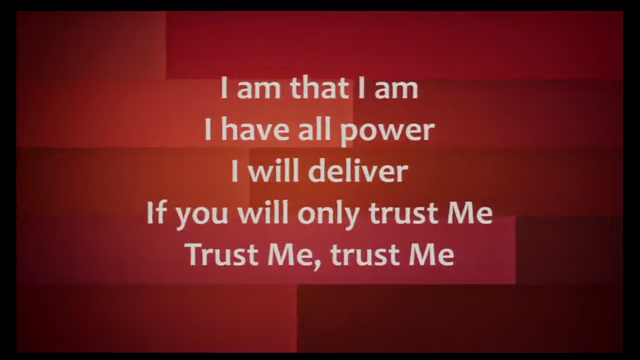 I am that I am
I have all power
I will deliver
If you will only trust Me
Trust Me, trust Me